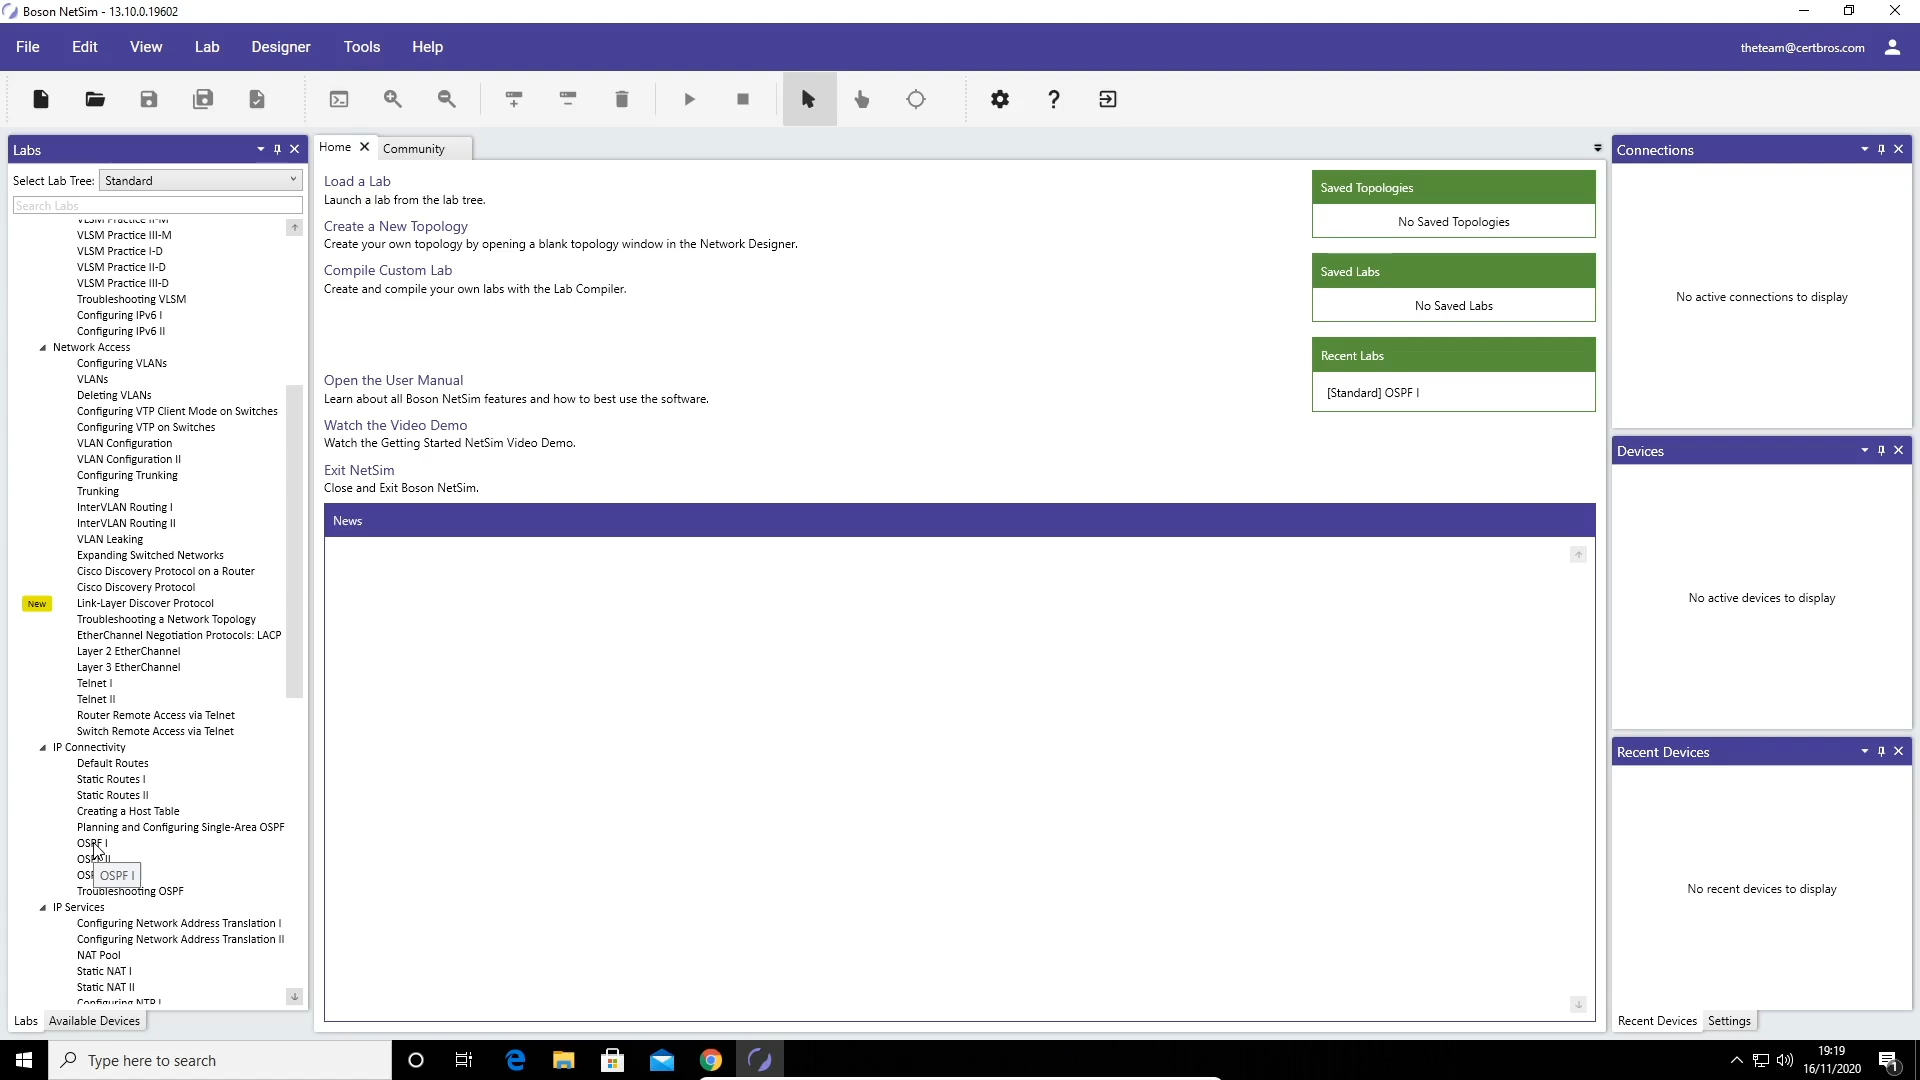 Boson NetSim - 13.10.0.19602
File Edit View Lab Designer Tools Help theteam@certbros.com
Labs
Select Lab Tree: Standard
Search Labs
VLSM Practice II-M
VLSM Practice III-M
VLSM Practice I-D
VLSM Practice II-D
VLSM Practice III-D
Troubleshooting VLSM
Configuring IPv6 I
Configuring IPv6 II
Network Access
Configuring VLANs
VLANs
Deleting VLANs
Configuring VTP Client Mode on Switches
Configuring VTP on Switches
VLAN Configuration
VLAN Configuration II
Configuring Trunking
Trunking
InterVLAN Routing I
InterVLAN Routing II
VLAN Leaking
Expanding Switched Networks
Cisco Discovery Protocol on a Router
Cisco Discovery Protocol
New Link-Layer Discover Protocol
Troubleshooting a Network Topology
EtherChannel Negotiation Protocols: LACP
Layer 2 EtherChannel
Layer 3 EtherChannel
Telnet I
Telnet II
Router Remote Access via Telnet
Switch Remote Access via Telnet
IP Connectivity
Default Routes
Static Routes I
Static Routes II
Creating a Host Table
Planning and Configuring Single-Area OSPF
OSPF I
OSPF I
Troubleshooting OSPF
IP Services
Configuring Network Address Translation I
Configuring Network Address Translation II
NAT Pool
Static NAT I
Static NAT II
Configuring NTP I
Labs Available Devices
Home Community
Load a Lab
Launch a lab from the lab tree.
Create a New Topology
Create your own topology by opening a blank topology window in the Network Designer.
Compile Custom Lab
Create and compile your own labs with the Lab Compiler.
Open the User Manual
Learn about all Boson NetSim features and how to best use the software.
Watch the Video Demo
Watch the Getting Started NetSim Video Demo.
Exit NetSim
Close and Exit Boson NetSim.
Saved Topologies
No Saved Topologies
Saved Labs
No Saved Labs
Recent Labs
[Standard] OSPF I
News
Connections
No active connections to display
Devices
No active devices to display
Recent Devices
No recent devices to display
Recent Devices Settings
Type here to search
19:19
16/11/2020
1